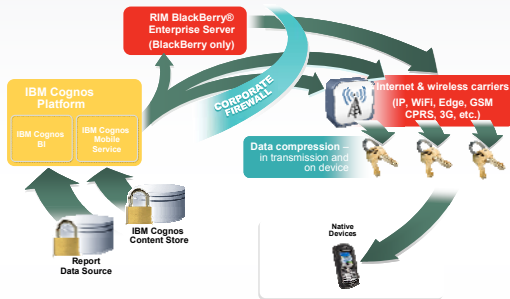 RIM BlackBerry®
Enterprise Server
(BlackBerry only)
CORPORATE
FIREWALL
IBM Cognos
Platform
IBM Cognos
BI
IBM Cognos
Mobile
Service
Internet & wireless carriers
(IP, WiFi, Edge, GSM
CPRS, 3G, etc.)
Data compression –
in transmission and
on device
IBM Cognos
Content Store
Report
Data Source
Native
Devices